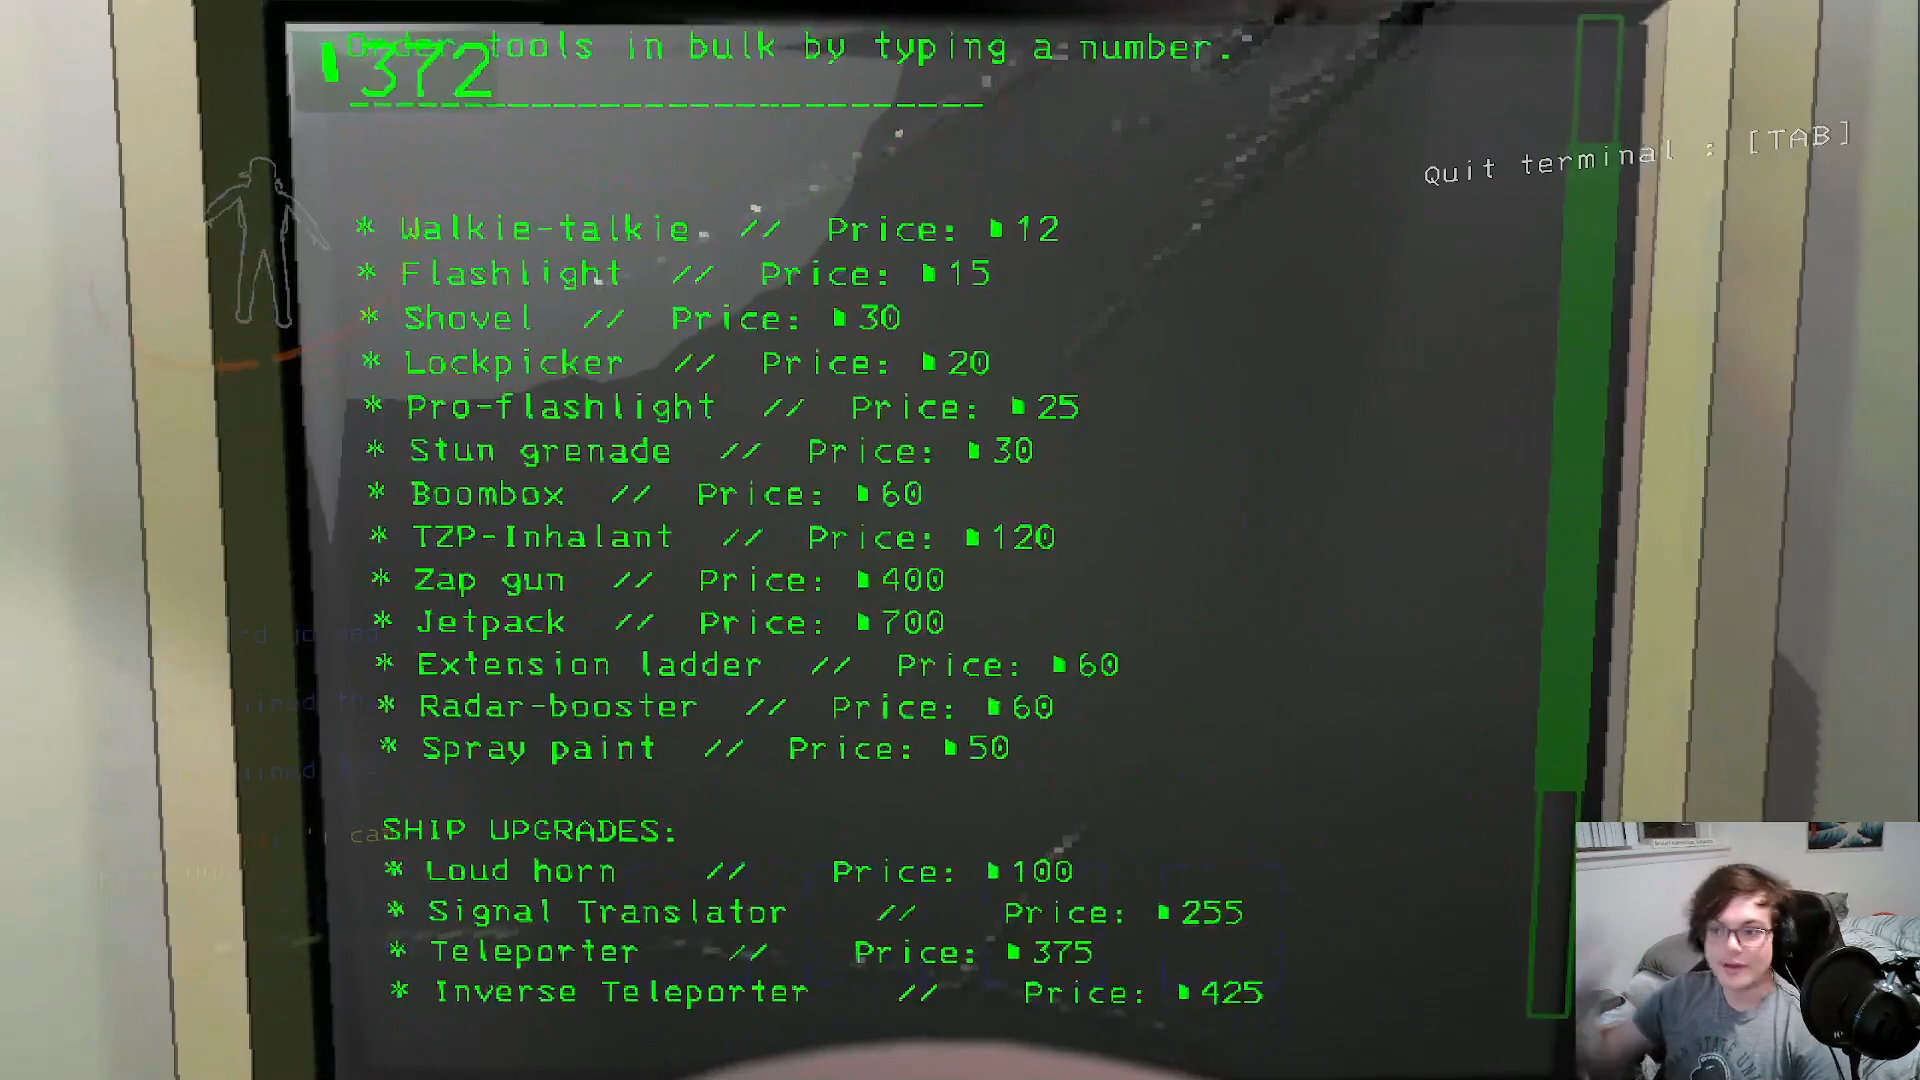 Order tools in bulk by typing a number.
372
____________________________
Quit terminal : [TAB]
* Walkie-talkie // Price: 12
* Flashlight // Price: 15
* Shovel // Price: 30
* Lockpicker // Price: 20
* Pro-flashlight // Price: 25
* Stun grenade // Price: 30
* Boombox // Price: 60
* TZP-Inhalant // Price: 120
* Zap gun // Price: 400
* Jetpack // Price: 700
* Extension ladder // Price: 60
* Radar-booster // Price: 60
* Spray paint // Price: 50
SHIP UPGRADES:
* Loud horn // Price: 100
* Signal Translator // Price: 255
* Teleporter // Price: 375
* Inverse Teleporter // Price: 425